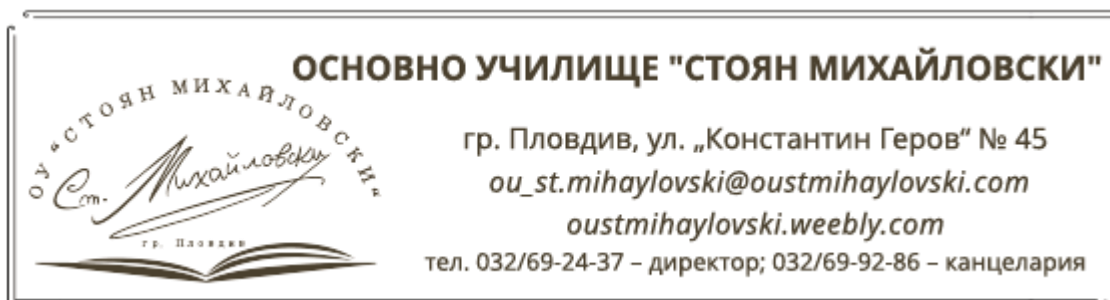 ОСНОВНО УЧИЛИЩЕ "СТОЯН МИХАЙЛОВСКИ"
ОУ "СТОЯН МИХАЙЛОВСКИ"
Ст. Михайловски
гр. Пловдив
гр. Пловдив, ул. „Константин Геров“ № 45
ou_st.mihaylovski@oustmihaylovski.com
oustmihaylovski.weebly.com
тел. 032/69-24-37 – директор; 032/69-92-86 – канцелария